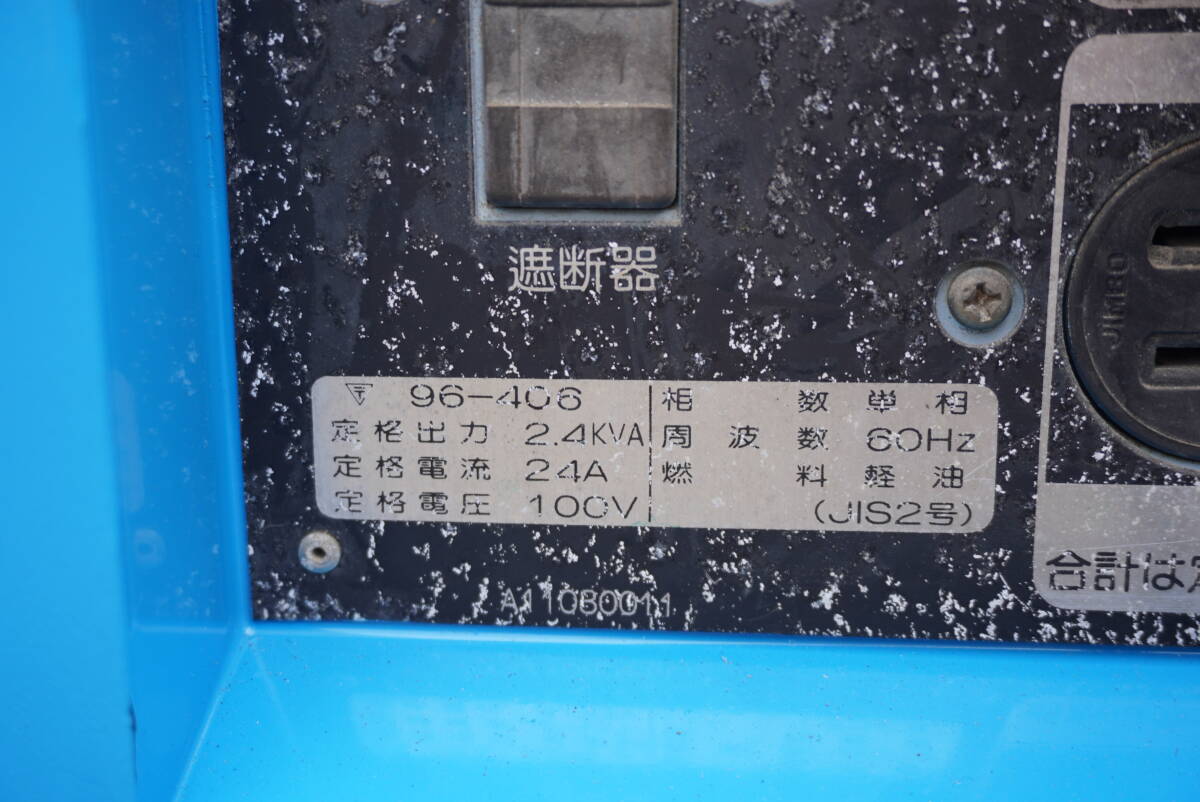 遮断器
〒 96-406
定格出力 2.4KVA
定格電流 24A
定格電圧 100V
相数 単相
周波数 60Hz
燃料 軽油
(JIS2号)
合計は定
A11080011